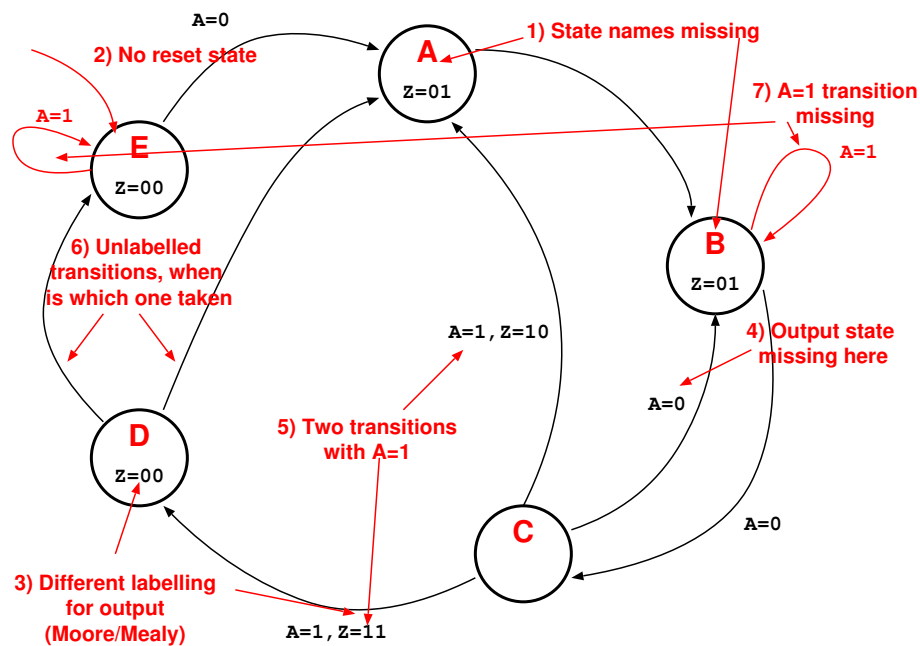 A=0
1) State names missing
2) No reset state
A
Z=01
7) A=1 transition
missing
A=1
E
Z=00
A=1
B
Z=01
6) Unlabelled
transitions, when
is which one taken
A=1,Z=10
4) Output state
missing here
A=0
5) Two transitions
with A=1
D
Z=00
C
A=0
3) Different labelling
for output
(Moore/Mealy)
A=1,Z=11